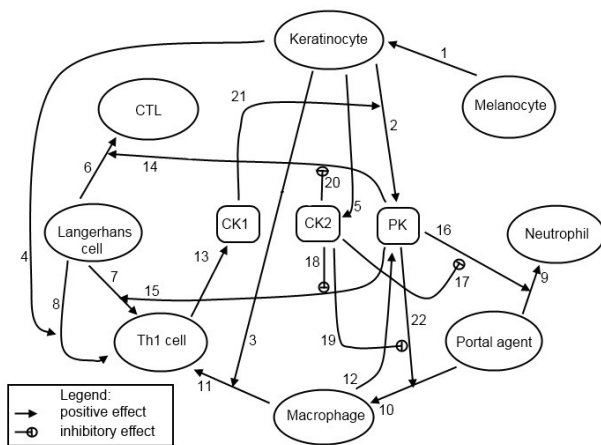 Keratinocyte
1
21
CTL
Melanocyte
2
6
14
20
5
Langerhans
cell
CK1
CK2
PK
16
Neutrophil
4
13
7
18
17
9
15
8
22
Th1 cell
3
19
Portal agent
11
12
10
Macrophage
Legend:
positive effect
inhibitory effect